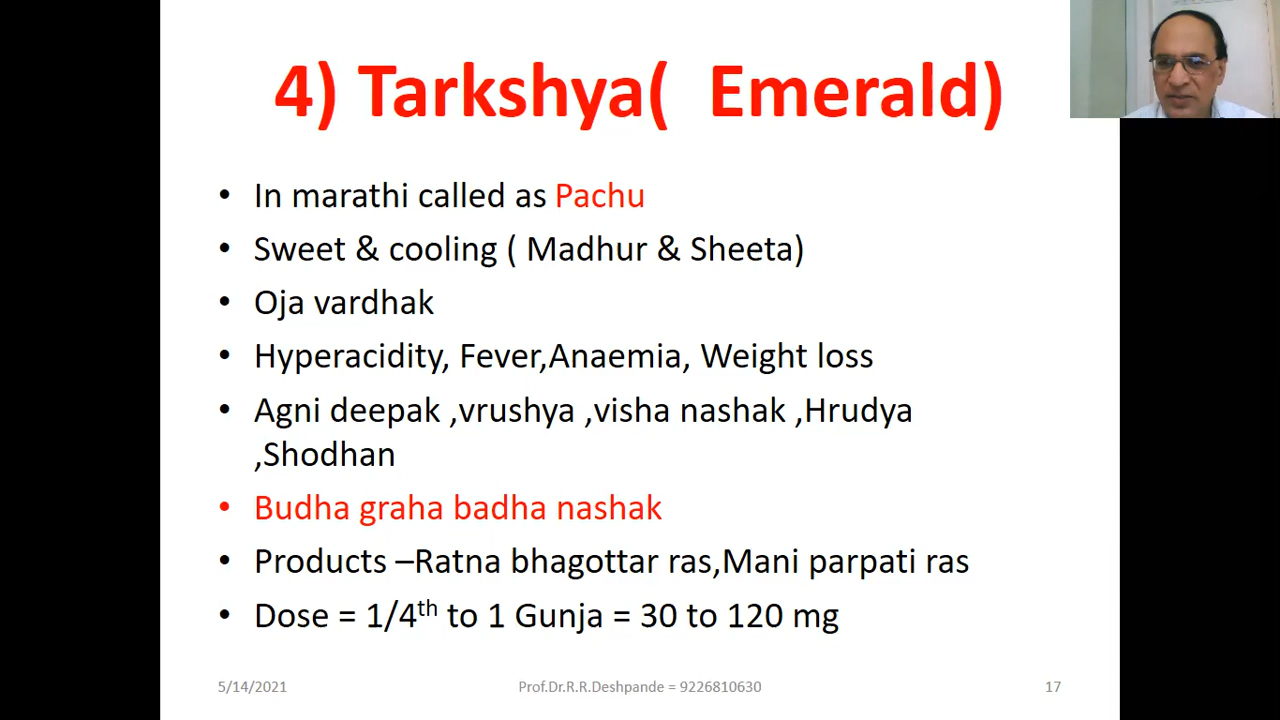 4) Tarkshya( Emerald)
• In marathi called as Pachu
• Sweet & cooling ( Madhur & Sheeta)
• Oja vardhak
• Hyperacidity, Fever,Anaemia, Weight loss
• Agni deepak ,vrushya ,visha nashak ,Hrudya
,Shodhan
• Budha graha badha nashak
• Products –Ratna bhagottar ras,Mani parpati ras
• Dose = 1/4th to 1 Gunja = 30 to 120 mg
5/14/2021 Prof.Dr.R.R.Deshpande = 9226810630 17